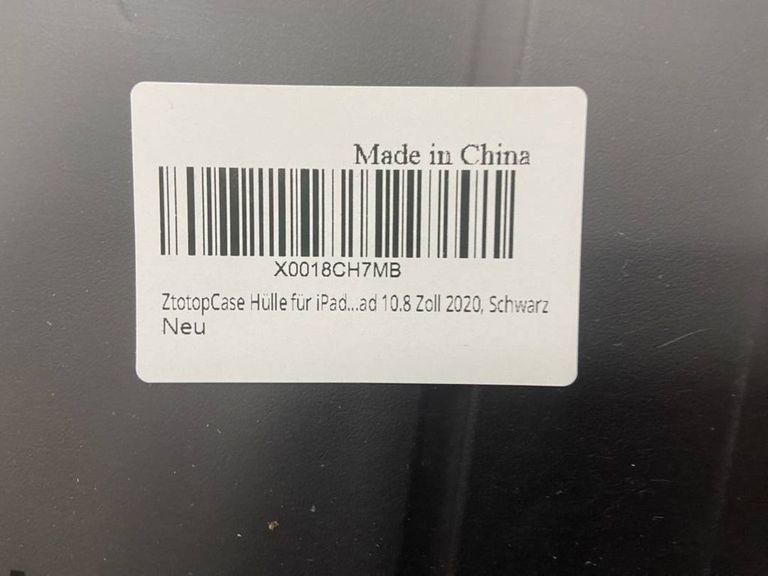 Made in China
X0018CH7MB
ZtotopCase Hülle für iPad...ad 10.8 Zoll 2020, Schwarz
Neu